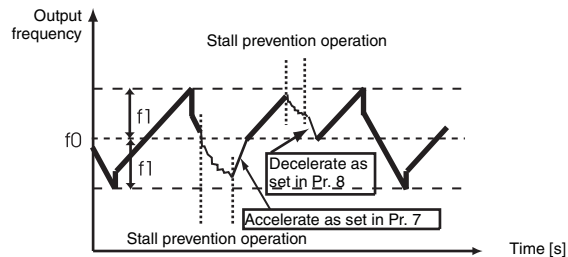 Output
frequency
Stall prevention operation
f1
f0
f1
Decelerate as
set in Pr. 8
Accelerate as set in Pr. 7
Stall prevention operation
Time [s]